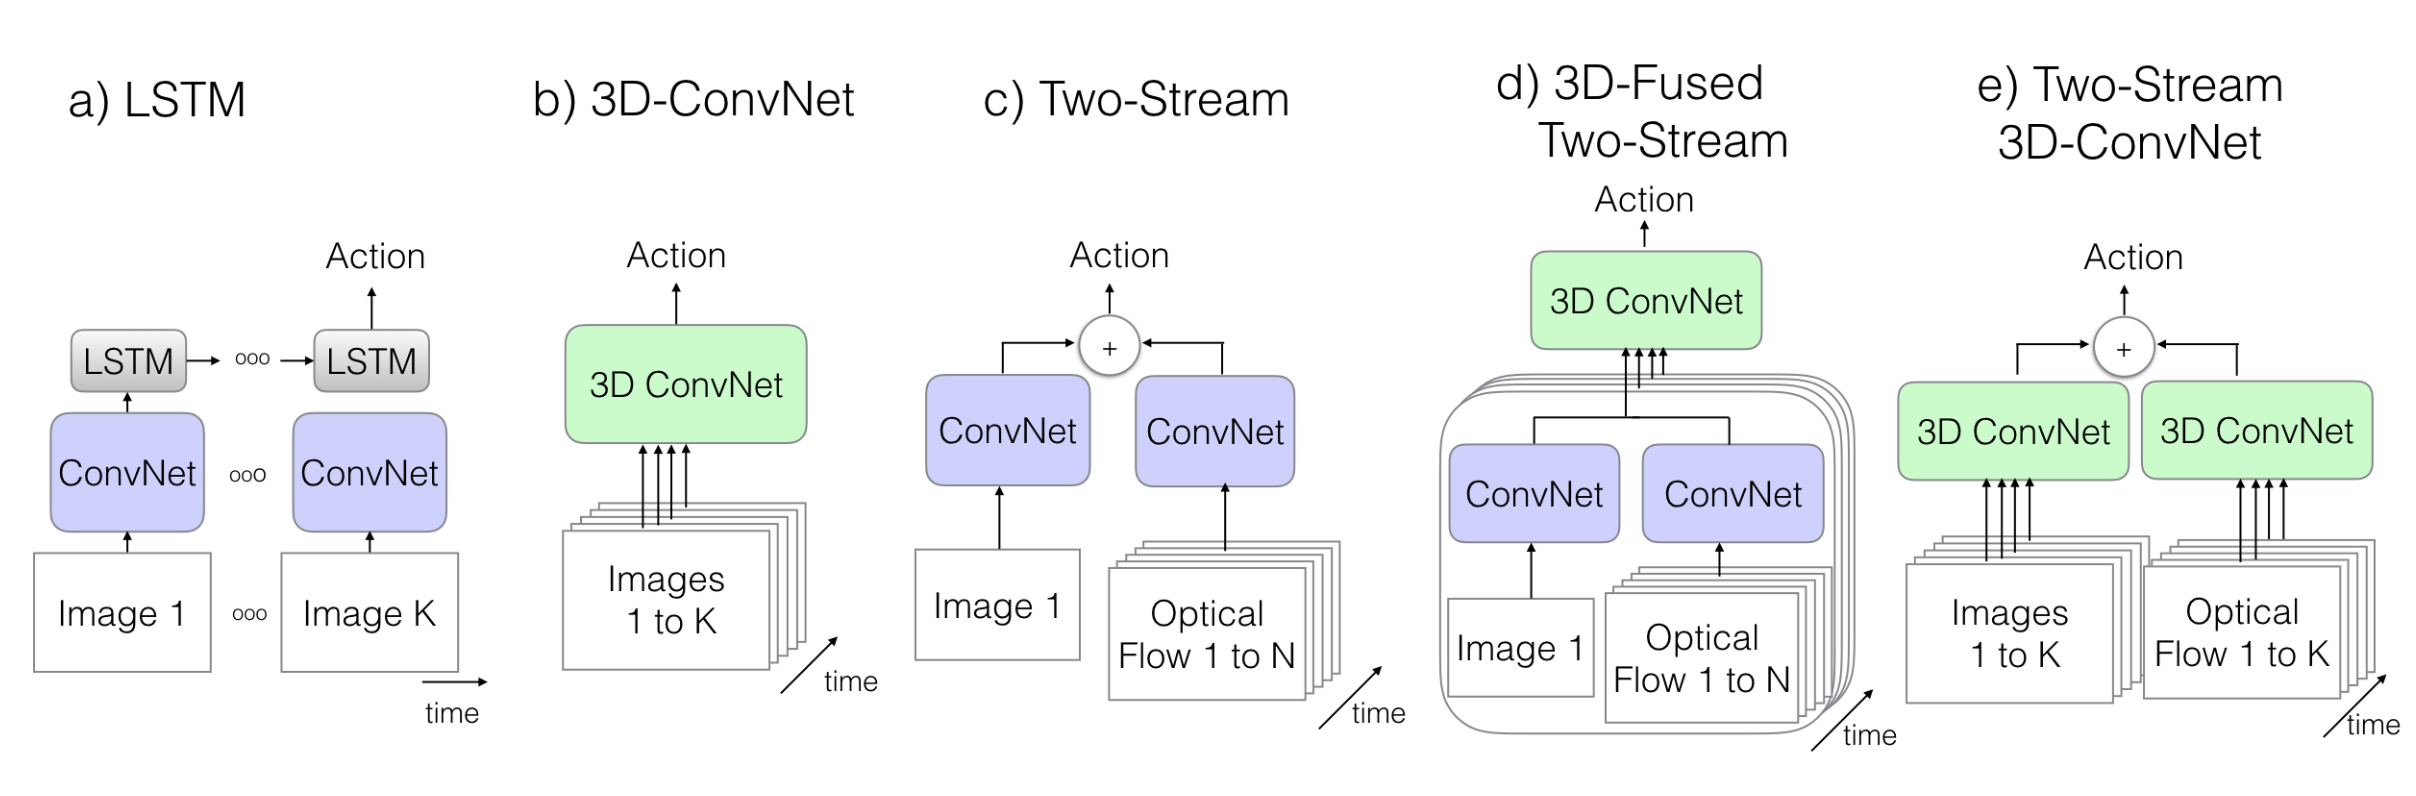 a) LSTM
Action
LSTM ooo LSTM
ConvNet ooo ConvNet
Image 1 ooo Image K
time
b) 3D-ConvNet
Action
3D ConvNet
Images
1 to K
time
c) Two-Stream
Action
+
ConvNet ConvNet
Image 1
Optical
Flow 1 to N
time
d) 3D-Fused
Two-Stream
Action
3D ConvNet
ConvNet ConvNet
Image 1
Optical
Flow 1 to N
time
e) Two-Stream
3D-ConvNet
Action
+
3D ConvNet 3D ConvNet
Images
1 to K
Optical
Flow 1 to K
time